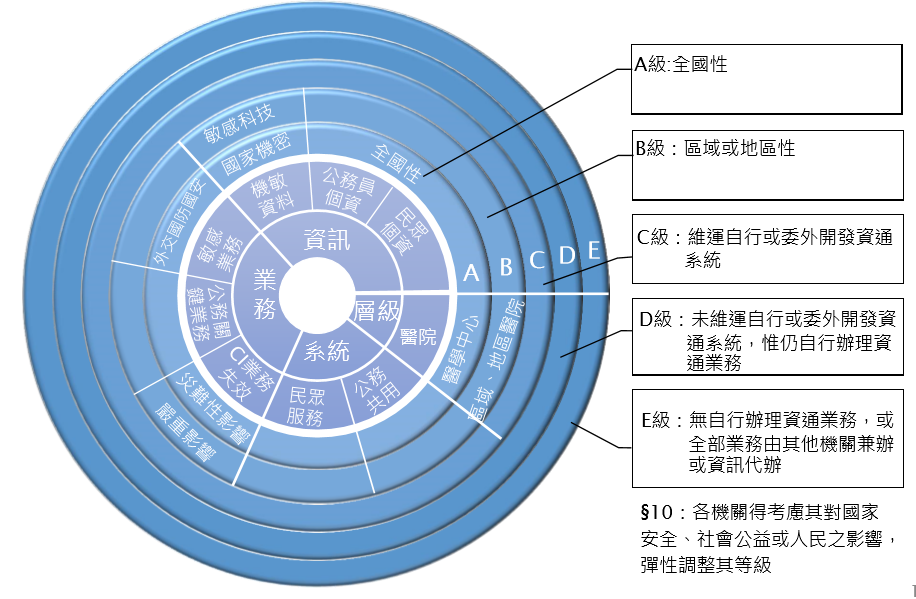 敏感科技
國家機密
全國性
外交國防國安
機敏
資料
公務員
個資
民眾
個資
敏感
業務
資訊
業
務
A
B
C
D
E
公務關
鍵業務
層級
醫院
醫學中心
區域、地區醫院
系統
CI業務
失效
民眾
服務
公務
共用
災難性影響
嚴重影響
A級:全國性
B級：區域或地區性
C級：維運自行或委外開發資通
系統
D級：未維運自行或委外開發資
通系統，惟仍自行辦理資
通業務
E級：無自行辦理資通業務，或
全部業務由其他機關兼辦
或資訊代辦
§10：各機關得考慮其對國家
安全、社會公益或人民之影響，
彈性調整其等級
1